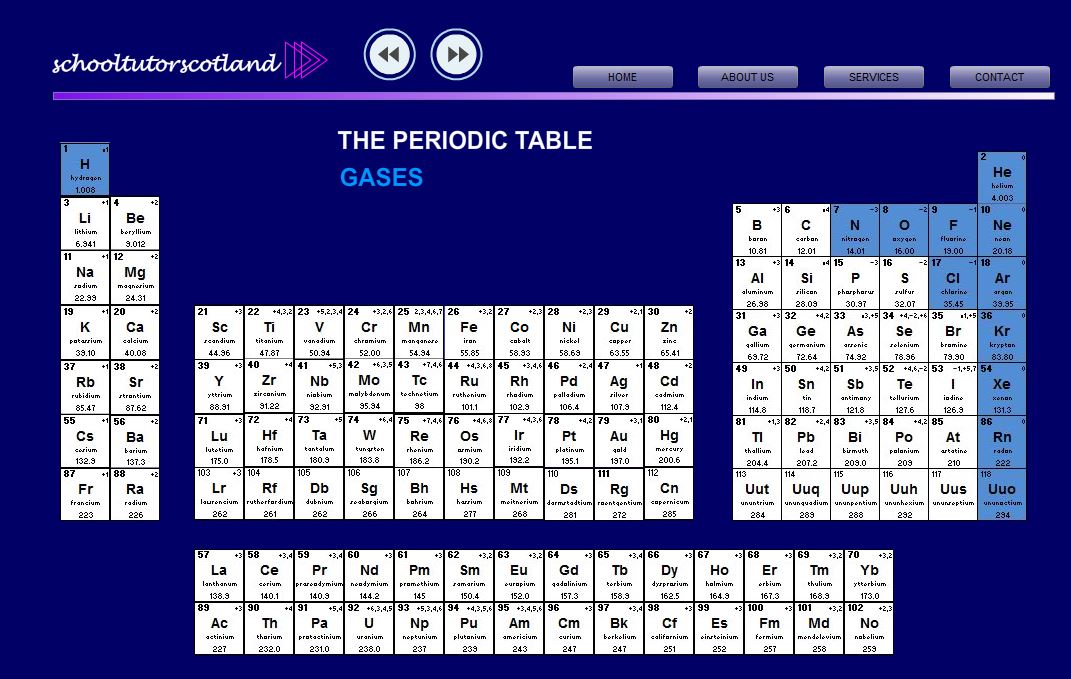 schooltutorscotland
HOME ABOUT US SERVICES CONTACT
THE PERIODIC TABLE
GASES
1 ±1 2 0
H He
hydrogen helium
1.008 4.003
3 +1 4 +2 5 +3 6 ±4 7 −3 8 −2 9 −1 10 0
Li Be B C N O F Ne
lithium beryllium boron carbon nitrogen oxygen fluorine neon
6.941 9.012 10.81 12.01 14.01 16.00 19.00 20.18
11 +1 12 +2 13 +3 14 ±4 15 −3 16 −2 17 −1 18 0
Na Mg Al Si P S Cl Ar
sodium magnesium aluminum silicon phosphorus sulfur chlorine argon
22.99 24.31 26.98 28.09 30.97 32.07 35.45 39.95
19 +1 20 +2 21 +3 22 +4,3,2 23 +5,2,3,4 24 +3,2,6 25 2,3,4,6,7 26 +3,2 27 +2,3 28 +2,3 29 +2,1 30 +2 31 +3 32 +4,2 33 ±3,+5 34 +4,−2,+6 35 ±1,+5 36 0
K Ca Sc Ti V Cr Mn Fe Co Ni Cu Zn Ga Ge As Se Br Kr
potassium calcium scandium titanium vanadium chromium manganese iron cobalt nickel copper zinc gallium germanium arsenic selenium bromine krypton
39.10 40.08 44.96 47.87 50.94 52.00 54.94 55.85 58.93 58.69 63.55 65.41 69.72 72.64 74.92 78.96 79.90 83.80
37 +1 38 +2 39 +3 40 +4 41 +5,3 42 +6,3,5 43 +7,4,6 44 +4,3,6,8 45 +3,4,6 46 +2,4 47 +1 48 +2 49 +3 50 +4,2 51 +3,5 52 +4,6,−2 53 −1,+5,7 54 0
Rb Sr Y Zr Nb Mo Tc Ru Rh Pd Ag Cd In Sn Sb Te I Xe
rubidium strontium yttrium zirconium niobium molybdenum technetium ruthenium rhodium palladium silver cadmium indium tin antimony tellurium iodine xenon
85.47 87.62 88.91 91.22 92.91 95.94 98 101.1 102.9 106.4 107.9 112.4 114.8 118.7 121.8 127.6 126.9 131.3
55 +1 56 +2 71 +3 72 +4 73 +5 74 +6,4 75 +7,4,6 76 +4,6,8 77 +4,3,6 78 +4,2 79 +3,1 80 +2,1 81 +1,3 82 +2,4 83 +3,5 84 +4,2 85 86 0
Cs Ba Lu Hf Ta W Re Os Ir Pt Au Hg Tl Pb Bi Po At Rn
cesium barium lutetium hafnium tantalum tungsten rhenium osmium iridium platinum gold mercury thallium lead bismuth polonium astatine radon
132.9 137.3 175.0 178.5 180.9 183.8 186.2 190.2 192.2 195.1 197.0 200.6 204.4 207.2 209.0 209 210 222
87 +1 88 +2 103 +3 104 +4 105 106 107 108 109 110 111 112 113 114 115 116 117 118
Fr Ra Lr Rf Db Sg Bh Hs Mt Ds Rg Cn Uut Uuq Uup Uuh Uus Uuo
francium radium lawrencium rutherfordium dubnium seaborgium bohrium hassium meitnerium darmstadtium roentgenium copernicium ununtrium ununquadium ununpentium ununhexium ununseptium ununoctium
223 226 262 261 262 266 264 277 268 281 272 285 284 289 288 292 294
57 +3 58 +3,4 59 +3,4 60 +3 61 +3 62 +3,2 63 +3,2 64 +3 65 +3,4 66 +3 67 +3 68 +3 69 +3,2 70 +3,2
La Ce Pr Nd Pm Sm Eu Gd Tb Dy Ho Er Tm Yb
lanthanum cerium praseodymium neodymium promethium samarium europium gadolinium terbium dysprosium holmium erbium thulium ytterbium
138.9 140.1 140.9 144.2 145 150.4 152.0 157.3 158.9 162.5 164.9 167.3 168.9 173.0
89 +3 90 +4 91 +5,4 92 +6,3,4,5 93 +5,3,4,6 94 +4,3,5,6 95 +3,4,5,6 96 +3 97 +3,4 98 +3 99 +3 100 +3 101 +3,2 102 +2,3
Ac Th Pa U Np Pu Am Cm Bk Cf Es Fm Md No
actinium thorium protactinium uranium neptunium plutonium americium curium berkelium californium einsteinium fermium mendelevium nobelium
227 232.0 231.0 238.0 237 239 243 247 247 251 252 257 258 259